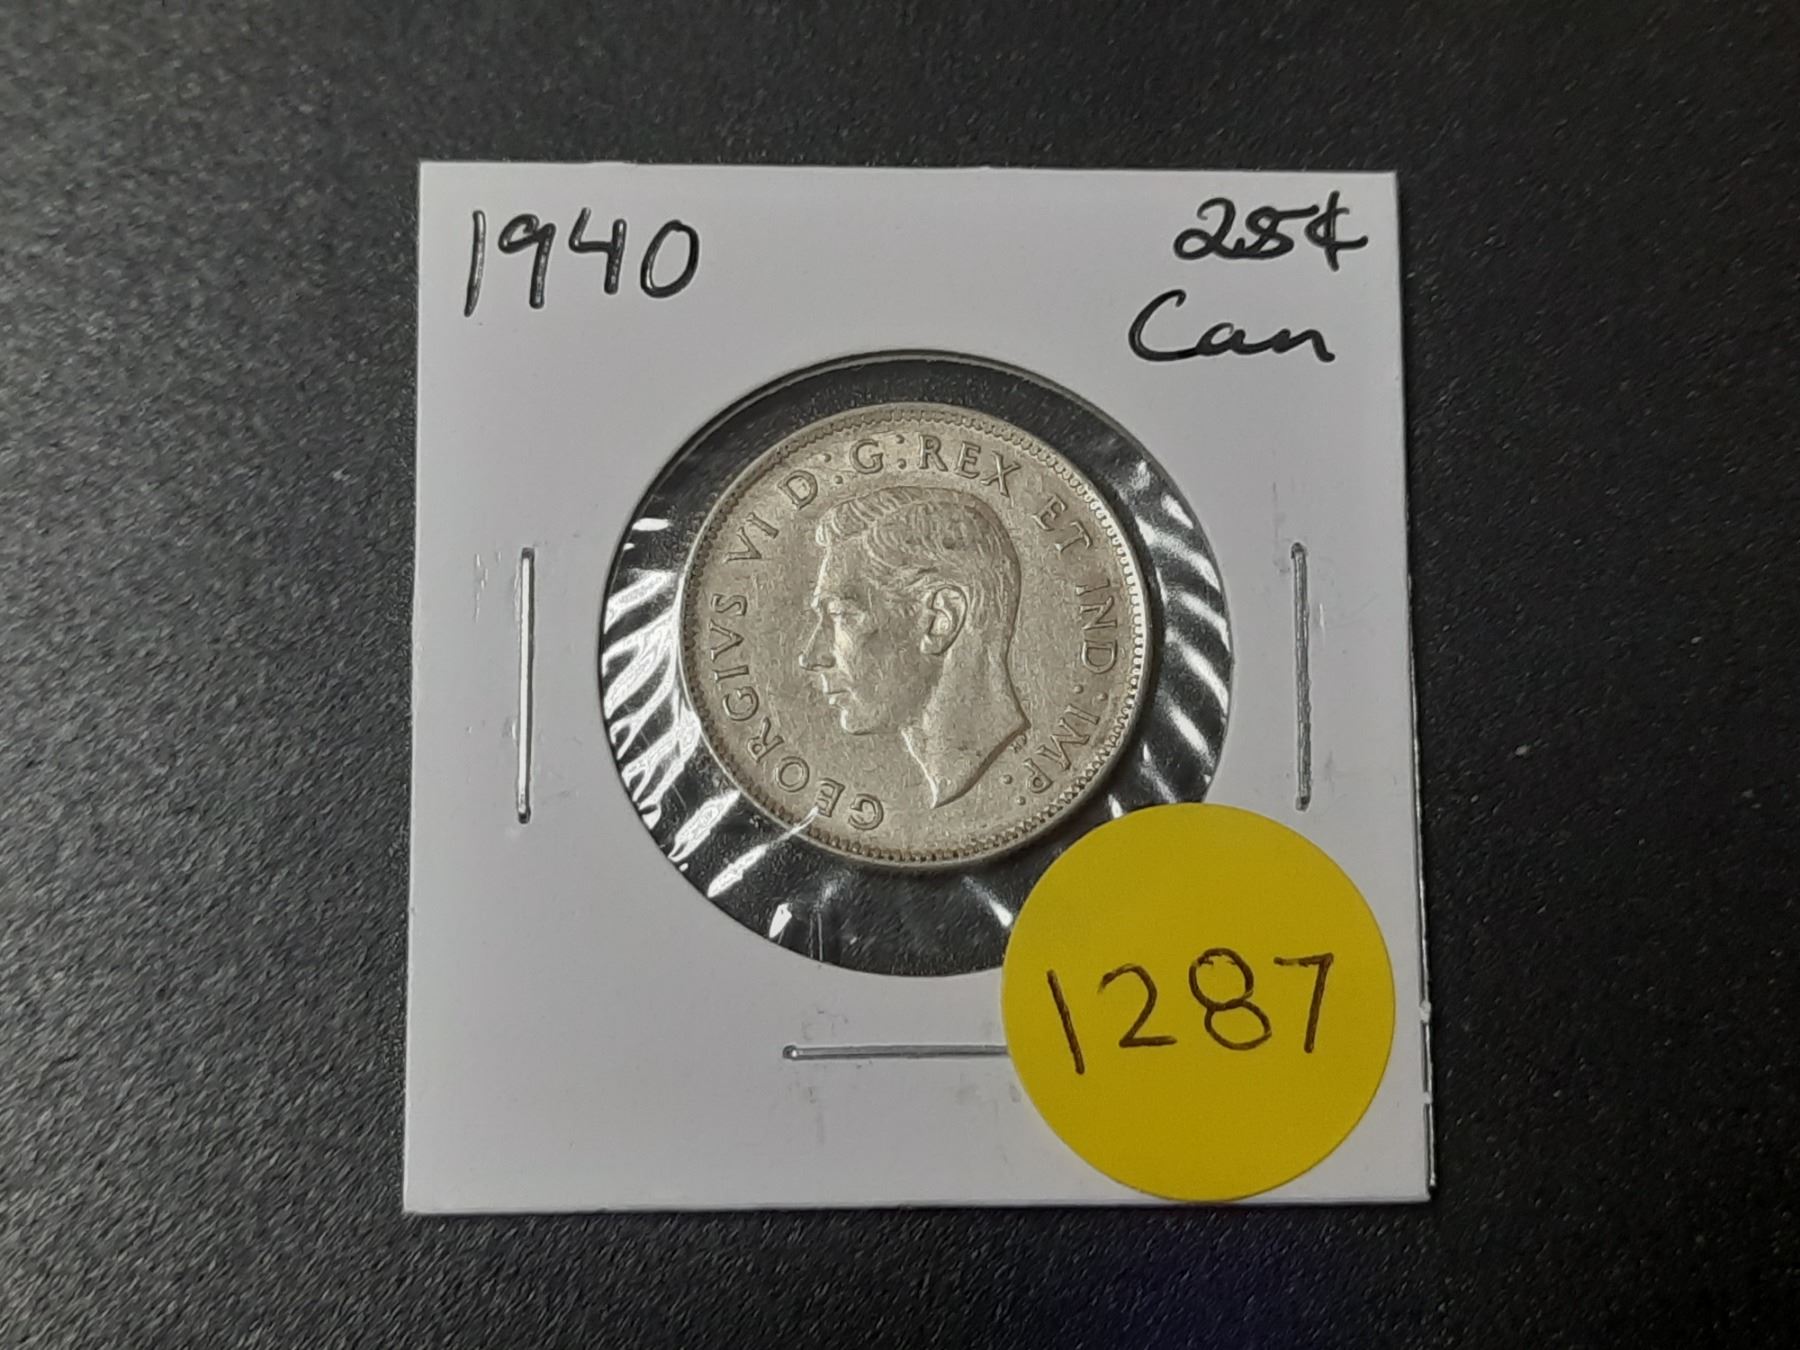 1940
25¢
Can
GEORGIVS VI D: G: REX ET IND: IMP:
1287